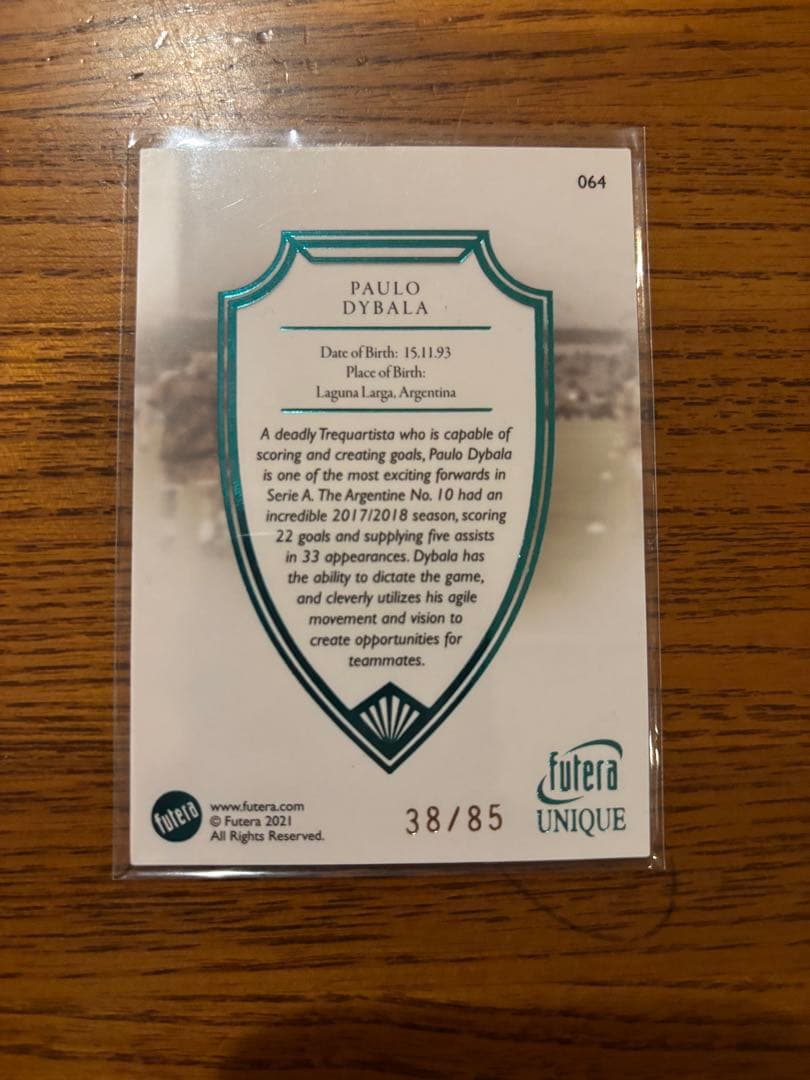 064
PAULO
DYBALA
Date of Birth: 15.11.93
Place of Birth:
Laguna Larga, Argentina
A deadly Trequartista who is capable of
scoring and creating goals, Paulo Dybala
is one of the most exciting forwards in
Serie A. The Argentine No. 10 had an
incredible 2017/2018 season, scoring
22 goals and supplying five assists
in 33 appearances. Dybala has
the ability to dictate the game,
and cleverly utilizes his agile
movement and vision to
create opportunities for
teammates.
futera
www.futera.com
© Futera 2021
All Rights Reserved.
38/85
futera
UNIQUE